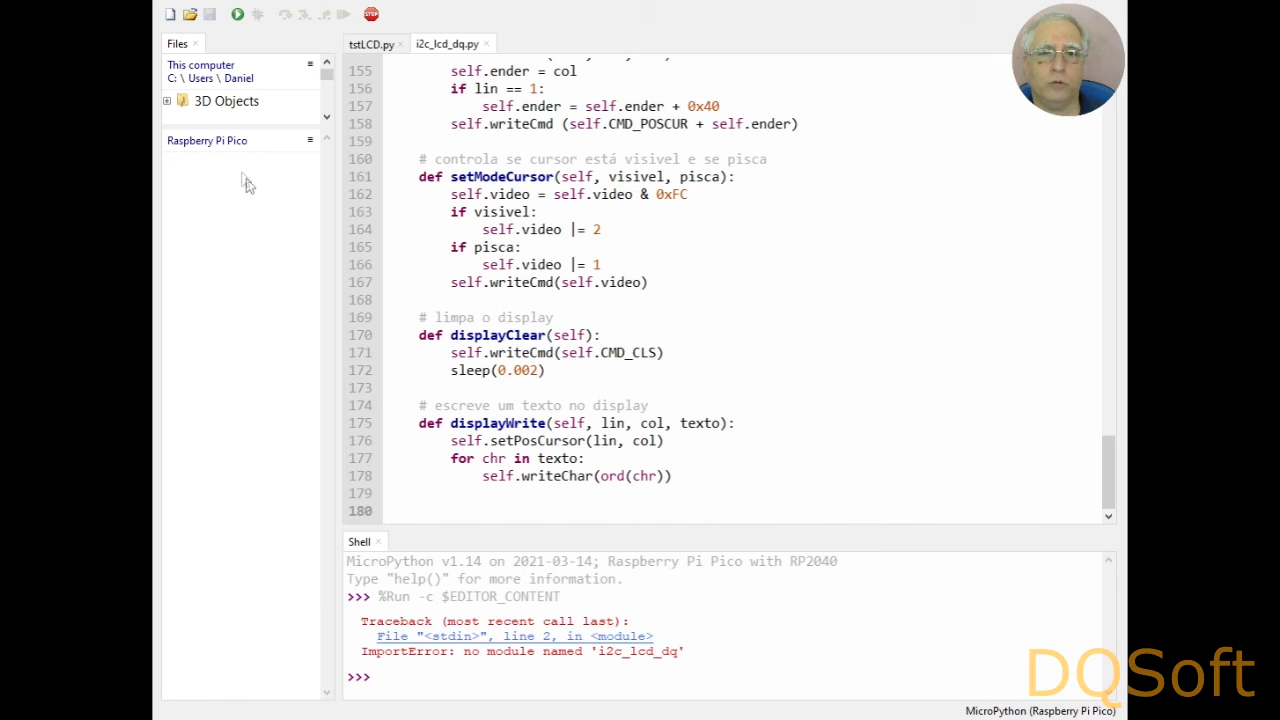 Files ×
This computer
C: \ Users \ Daniel
3D Objects
Raspberry Pi Pico
tstLCD.py × i2c_lcd_dq.py ×
155 self.ender = col
156 if lin == 1:
157 self.ender = self.ender + 0x40
158 self.writeCmd (self.CMD_POSCUR + self.ender)
159
160 # controla se cursor está visivel e se pisca
161 def setModeCursor(self, visivel, pisca):
162 self.video = self.video & 0xFC
163 if visivel:
164 self.video |= 2
165 if pisca:
166 self.video |= 1
167 self.writeCmd(self.video)
168
169 # limpa o display
170 def displayClear(self):
171 self.writeCmd(self.CMD_CLS)
172 sleep(0.002)
173
174 # escreve um texto no display
175 def displayWrite(self, lin, col, texto):
176 self.setPosCursor(lin, col)
177 for chr in texto:
178 self.writeChar(ord(chr))
179
180
Shell ×
MicroPython v1.14 on 2021-03-14; Raspberry Pi Pico with RP2040
Type "help()" for more information.
>>> %Run -c $EDITOR_CONTENT
Traceback (most recent call last):
File "<stdin>", line 2, in <module>
ImportError: no module named 'i2c_lcd_dq'
>>>
MicroPython (Raspberry Pi Pico)
STOP
DQSoft